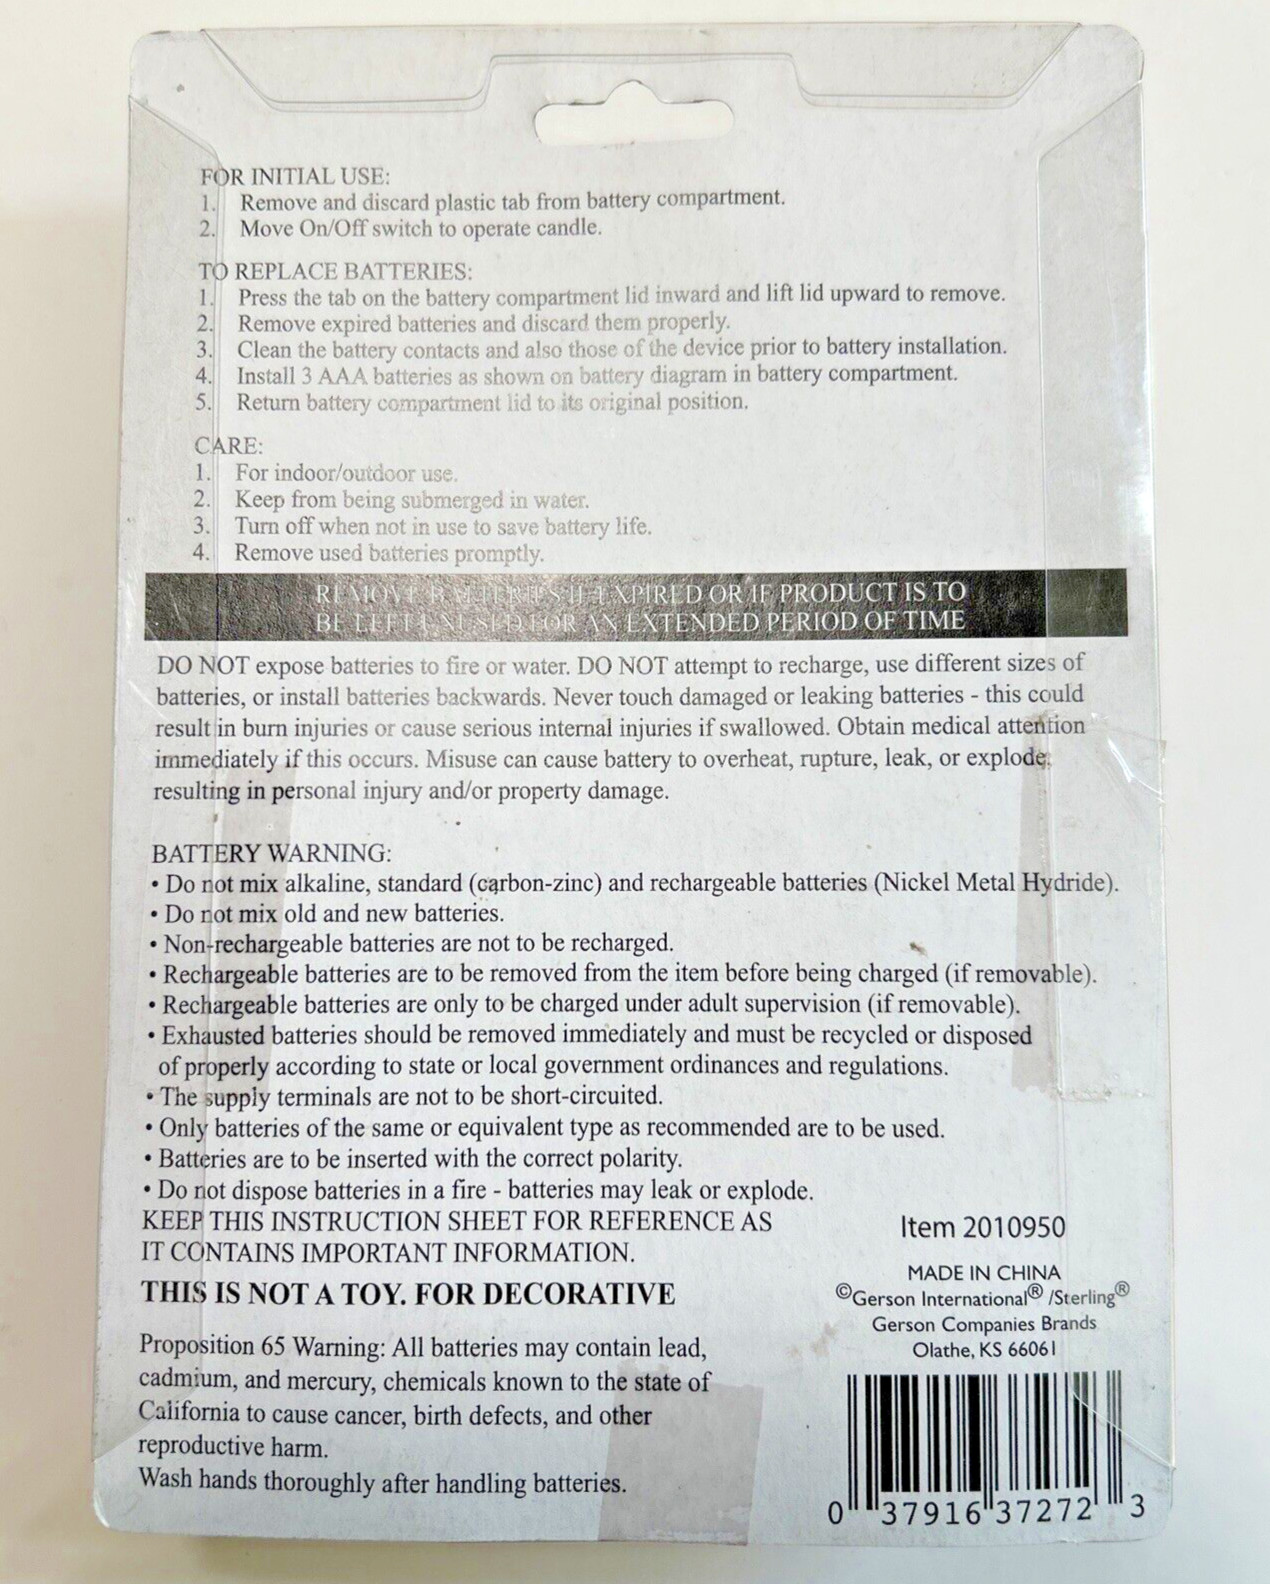 FOR INITIAL USE:
1. Remove and discard plastic tab from battery compartment.
2. Move On/Off switch to operate candle.
TO REPLACE BATTERIES:
1. Press the tab on the battery compartment lid inward and lift lid upward to remove.
2. Remove expired batteries and discard them properly.
3. Clean the battery contacts and also those of the device prior to battery installation.
4. Install 3 AAA batteries as shown on battery diagram in battery compartment.
5. Return battery compartment lid to its original position.
CARE:
1. For indoor/outdoor use.
2. Keep from being submerged in water.
3. Turn off when not in use to save battery life.
4. Remove used batteries promptly.
REMOVE BATTERIES IF EXPIRED OR IF PRODUCT IS TO
BE LEFT UNUSED FOR AN EXTENDED PERIOD OF TIME
DO NOT expose batteries to fire or water. DO NOT attempt to recharge, use different sizes of
batteries, or install batteries backwards. Never touch damaged or leaking batteries - this could
result in burn injuries or cause serious internal injuries if swallowed. Obtain medical attention
immediately if this occurs. Misuse can cause battery to overheat, rupture, leak, or explode,
resulting in personal injury and/or property damage.
BATTERY WARNING:
• Do not mix alkaline, standard (carbon-zinc) and rechargeable batteries (Nickel Metal Hydride).
• Do not mix old and new batteries.
• Non-rechargeable batteries are not to be recharged.
• Rechargeable batteries are to be removed from the item before being charged (if removable).
• Rechargeable batteries are only to be charged under adult supervision (if removable).
• Exhausted batteries should be removed immediately and must be recycled or disposed
of properly according to state or local government ordinances and regulations.
• The supply terminals are not to be short-circuited.
• Only batteries of the same or equivalent type as recommended are to be used.
• Batteries are to be inserted with the correct polarity.
• Do not dispose batteries in a fire - batteries may leak or explode.
KEEP THIS INSTRUCTION SHEET FOR REFERENCE AS
IT CONTAINS IMPORTANT INFORMATION.
THIS IS NOT A TOY. FOR DECORATIVE
Proposition 65 Warning: All batteries may contain lead,
cadmium, and mercury, chemicals known to the state of
California to cause cancer, birth defects, and other
reproductive harm.
Wash hands thoroughly after handling batteries.
Item 2010950
MADE IN CHINA
©Gerson International® /Sterling®
Gerson Companies Brands
Olathe, KS 66061
0 37916 37272 3